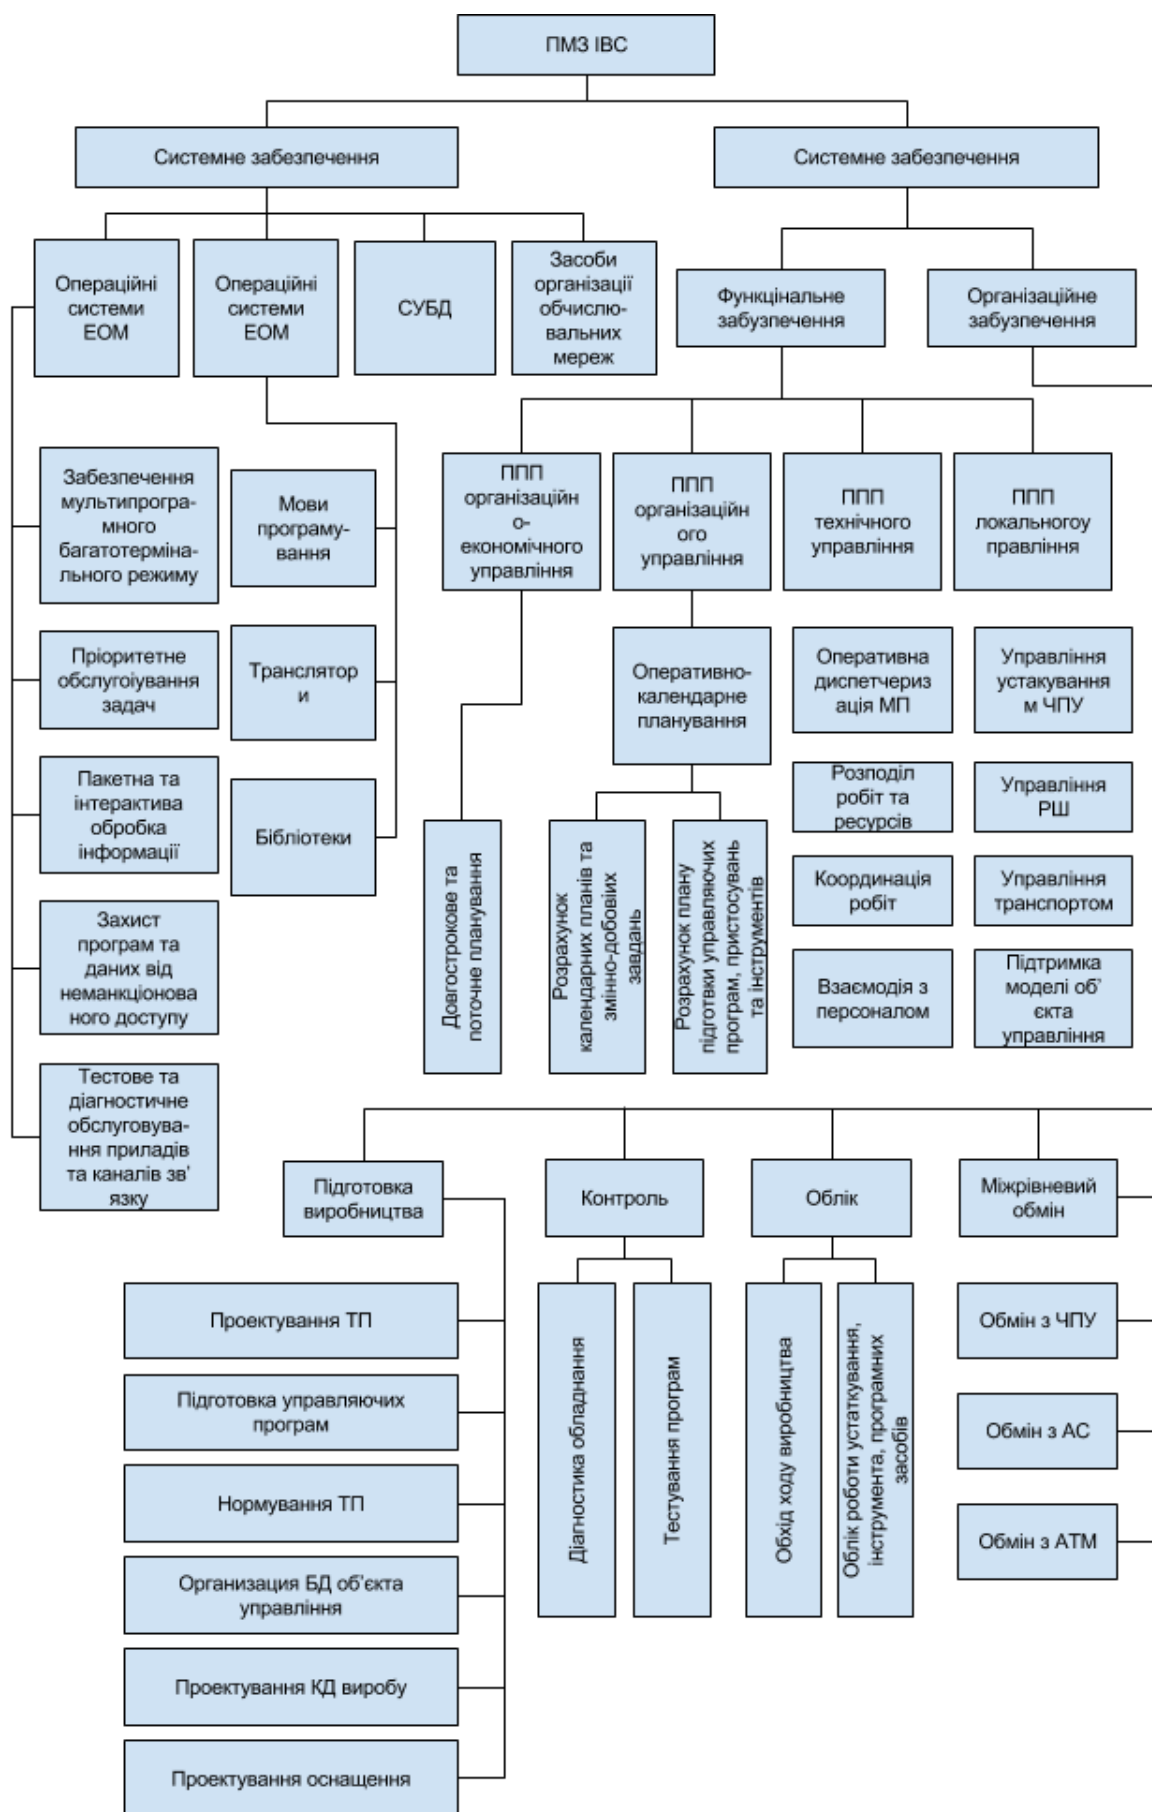 ПМЗ ІВС
Системне забезпечення
Системне забезпечення
Операційні
системи
ЕОМ
Операційні
системи
ЕОМ
СУБД
Засоби
організації
обчислю-
вальних
мереж
Функцінальне
забузпечення
Організаційне
забузпечення
Забезпечення
мультипрогра-
много
багатотерміна-
льного режиму
Пріоритетне
обслугоіування
задач
Пакетна та
інтерактива
обробка
інформації
Захист
програм та
даних від
неманкціонова
ного доступу
Тестове та
діагностичне
обслуговува-
ння приладів
та каналів зв’
язку
Мови
програму-
вання
Транслятор
и
Бібліотеки
ППП
організаційн
о-
економічного
управління
ППП
організаційн
ого
управління
ППП
технічного
управління
ППП
локальногоу
правління
Довгострокове та
поточне планування
Оперативно-
календарне
планування
Розрахунок
календарних планів та
змінно-добовіих
завдань
Розрахунок плану
підготвки управляючих
програм, пристосувань
та інструментів
Оперативна
диспетчериз
ація МП
Розподіл
робіт та
ресурсів
Координація
робіт
Взаємодія з
персоналом
Управління
устакування
м ЧПУ
Управління
РШ
Управління
транспортом
Підтримка
моделі об’
єкта
управління
Підготовка
виробництва
Контроль
Облік
Міжрівневий
обмін
Проектування ТП
Підготовка управляючих
програм
Нормування ТП
Организация БД об’єкта
управління
Проектування КД виробу
Проектування оснащення
Діагностика обладнання
Тестування програм
Обхід ходу виробництва
Облік роботи устаткування,
інструмента, програмних
засобів
Обмін з ЧПУ
Обмін з АС
Обмін з АТМ